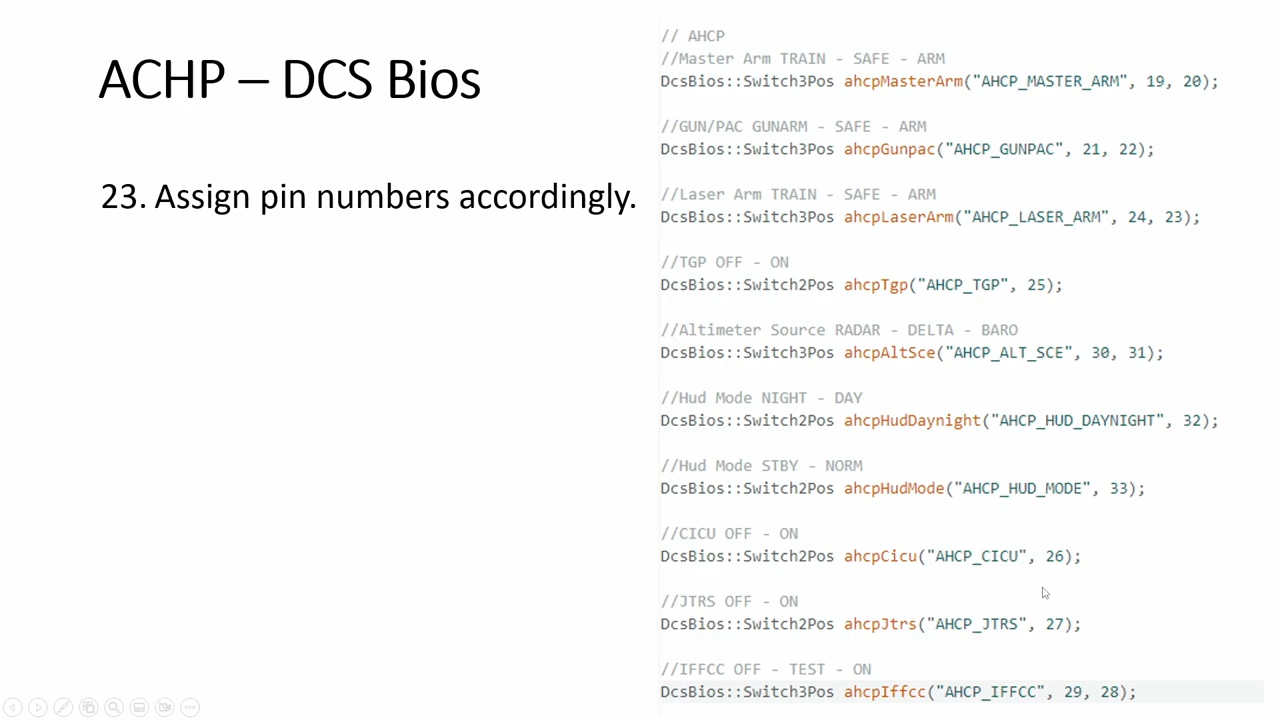 ACHP – DCS Bios
23. Assign pin numbers accordingly.
// AHCP
//Master Arm TRAIN - SAFE - ARM
DcsBios::Switch3Pos ahcpMasterArm("AHCP_MASTER_ARM", 19, 20);
//GUN/PAC GUNARM - SAFE - ARM
DcsBios::Switch3Pos ahcpGunpac("AHCP_GUNPAC", 21, 22);
//Laser Arm TRAIN - SAFE - ARM
DcsBios::Switch3Pos ahcpLaserArm("AHCP_LASER_ARM", 24, 23);
//TGP OFF - ON
DcsBios::Switch2Pos ahcpTgp("AHCP_TGP", 25);
//Altimeter Source RADAR - DELTA - BARO
DcsBios::Switch3Pos ahcpAltSce("AHCP_ALT_SCE", 30, 31);
//Hud Mode NIGHT - DAY
DcsBios::Switch2Pos ahcpHudDaynight("AHCP_HUD_DAYNIGHT", 32);
//Hud Mode STBY - NORM
DcsBios::Switch2Pos ahcpHudMode("AHCP_HUD_MODE", 33);
//CICU OFF - ON
DcsBios::Switch2Pos ahcpCicu("AHCP_CICU", 26);
//JTRS OFF - ON
DcsBios::Switch2Pos ahcpJtrs("AHCP_JTRS", 27);
//IFFCC OFF - TEST - ON
DcsBios::Switch3Pos ahcpIffcc("AHCP_IFFCC", 29, 28);